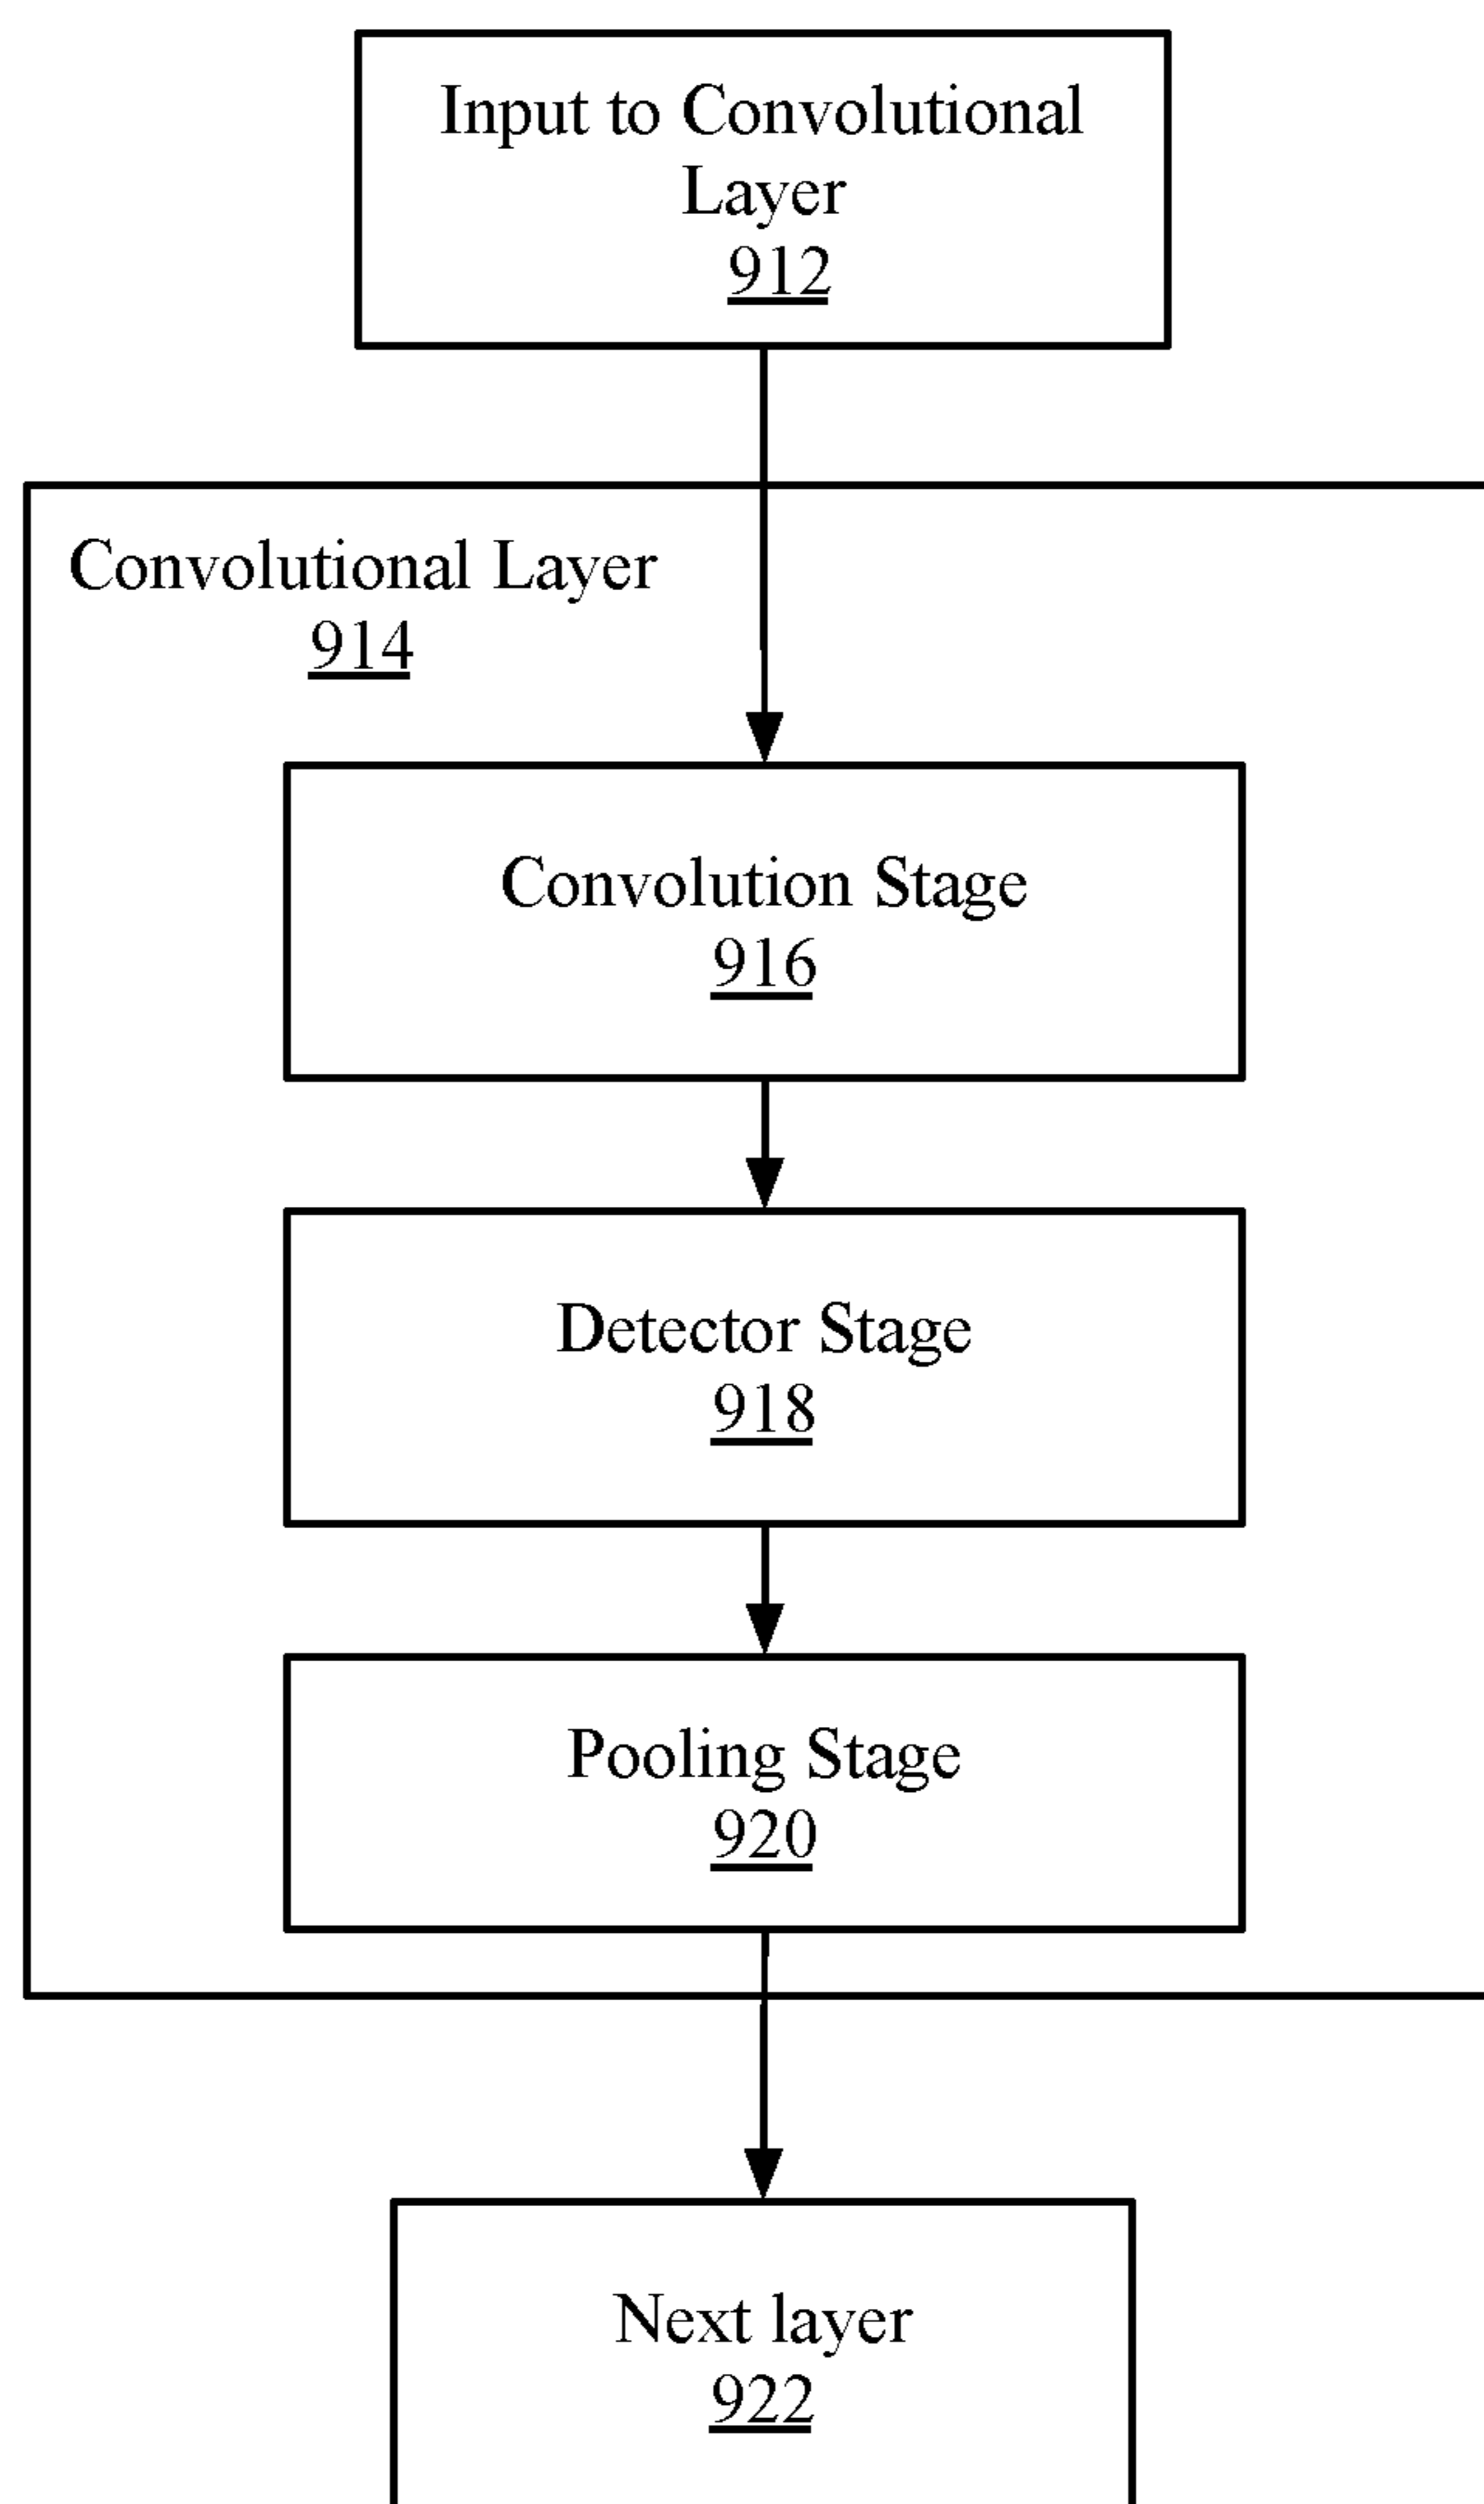 Input to Convolutional
Layer
912
Convolutional Layer
914
Convolution Stage
916
Detector Stage
918
Pooling Stage
920
Next layer
922